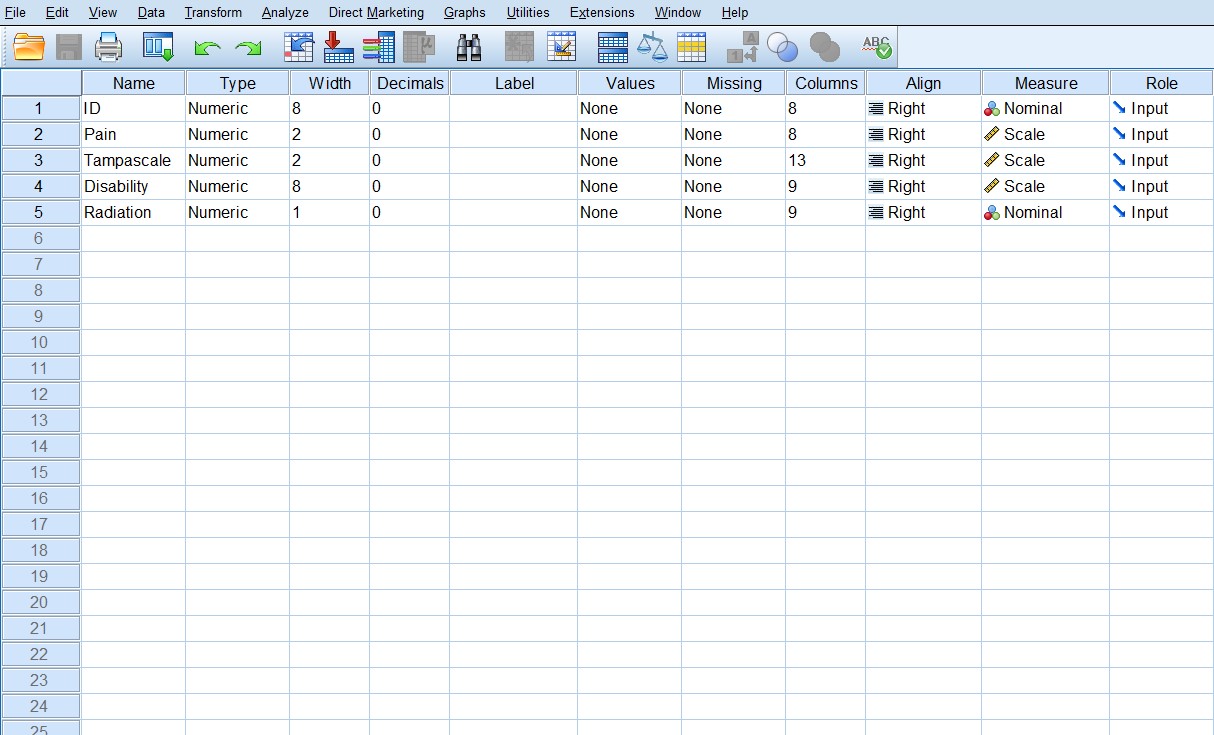 File Edit View Data Transform Analyze Direct Marketing Graphs Utilities Extensions Window Help
1 A 4 ABC
Name Type Width Decimals Label Values Missing Columns Align Measure Role
1 ID Numeric 8 0 None None 8 Right Nominal Input
2 Pain Numeric 2 0 None None 8 Right Scale Input
3 Tampascale Numeric 2 0 None None 13 Right Scale Input
4 Disability Numeric 8 0 None None 9 Right Scale Input
5 Radiation Numeric 1 0 None None 9 Right Nominal Input
6
7
8
9
10
11
12
13
14
15
16
17
18
19
20
21
22
23
24
25